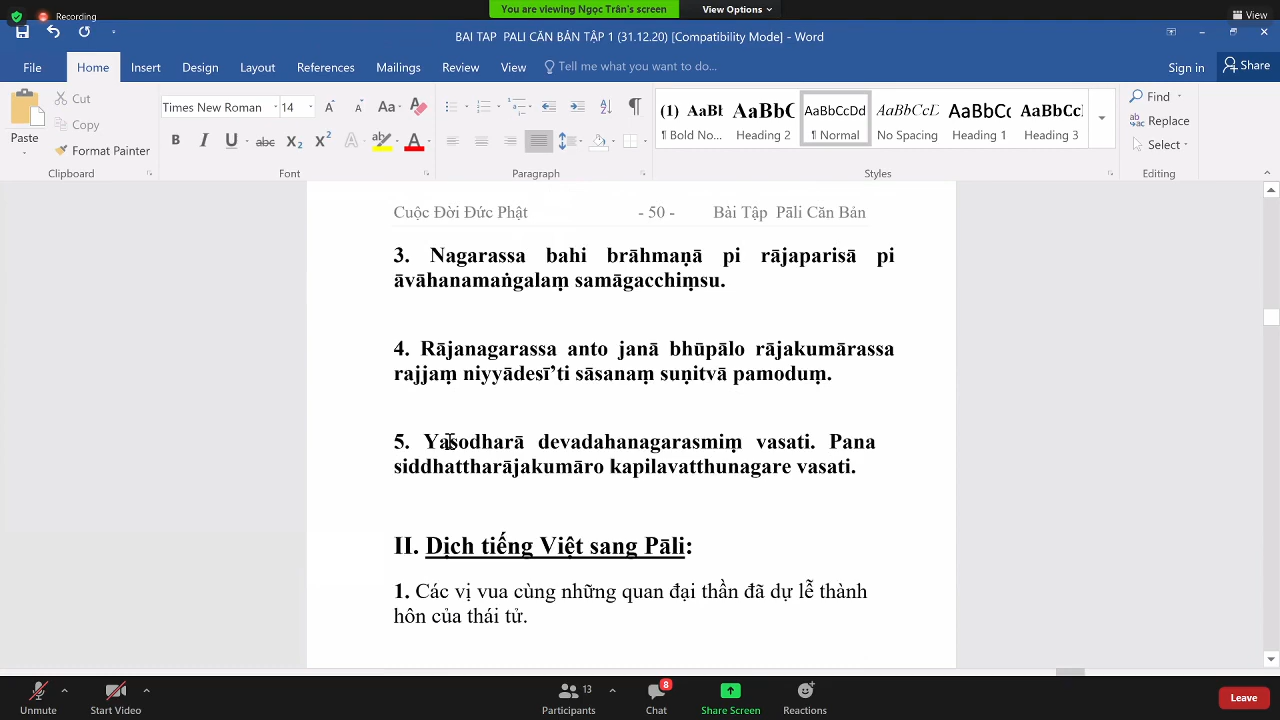 Recording
You are viewing Ngọc Trân's screen
View Options
View
BAI TAP PALI CĂN BẢN TẬP 1 (31.12.20) [Compatibility Mode] - Word
File Home Insert Design Layout References Mailings Review View Tell me what you want to do... Sign in Share
Paste
Cut
Copy
Format Painter
Times New Roman 14
(1) AaBb AaBbC AaBbCcDd AaBbCcD AaBbCc AaBbCc
¶ Bold No... Heading 2 ¶ Normal No Spacing Heading 1 Heading 3
Find
Replace
Select
Clipboard Font Paragraph Styles Editing
Cuộc Đời Đức Phật - 50 - Bài Tập Pāli Căn Bản
3. Nagarassa bahi brāhmaṇā pi rājaparisā pi
āvāhanamaṅgalaṃ samāgacchiṃsu.
4. Rājanagarassa anto janā bhūpālo rājakumārassa
rajjaṃ niyyādesī’ti sāsanaṃ suṇitvā pamoduṃ.
5. Yasodharā devadahanagarasmiṃ vasati. Pana
siddhattharājakumāro kapilavatthunagare vasati.
II. Dịch tiếng Việt sang Pāli:
1. Các vị vua cùng những quan đại thần đã dự lễ thành
hôn của thái tử.
Unmute
Start Video
Participants 13
Chat 8
Share Screen
Reactions
Leave